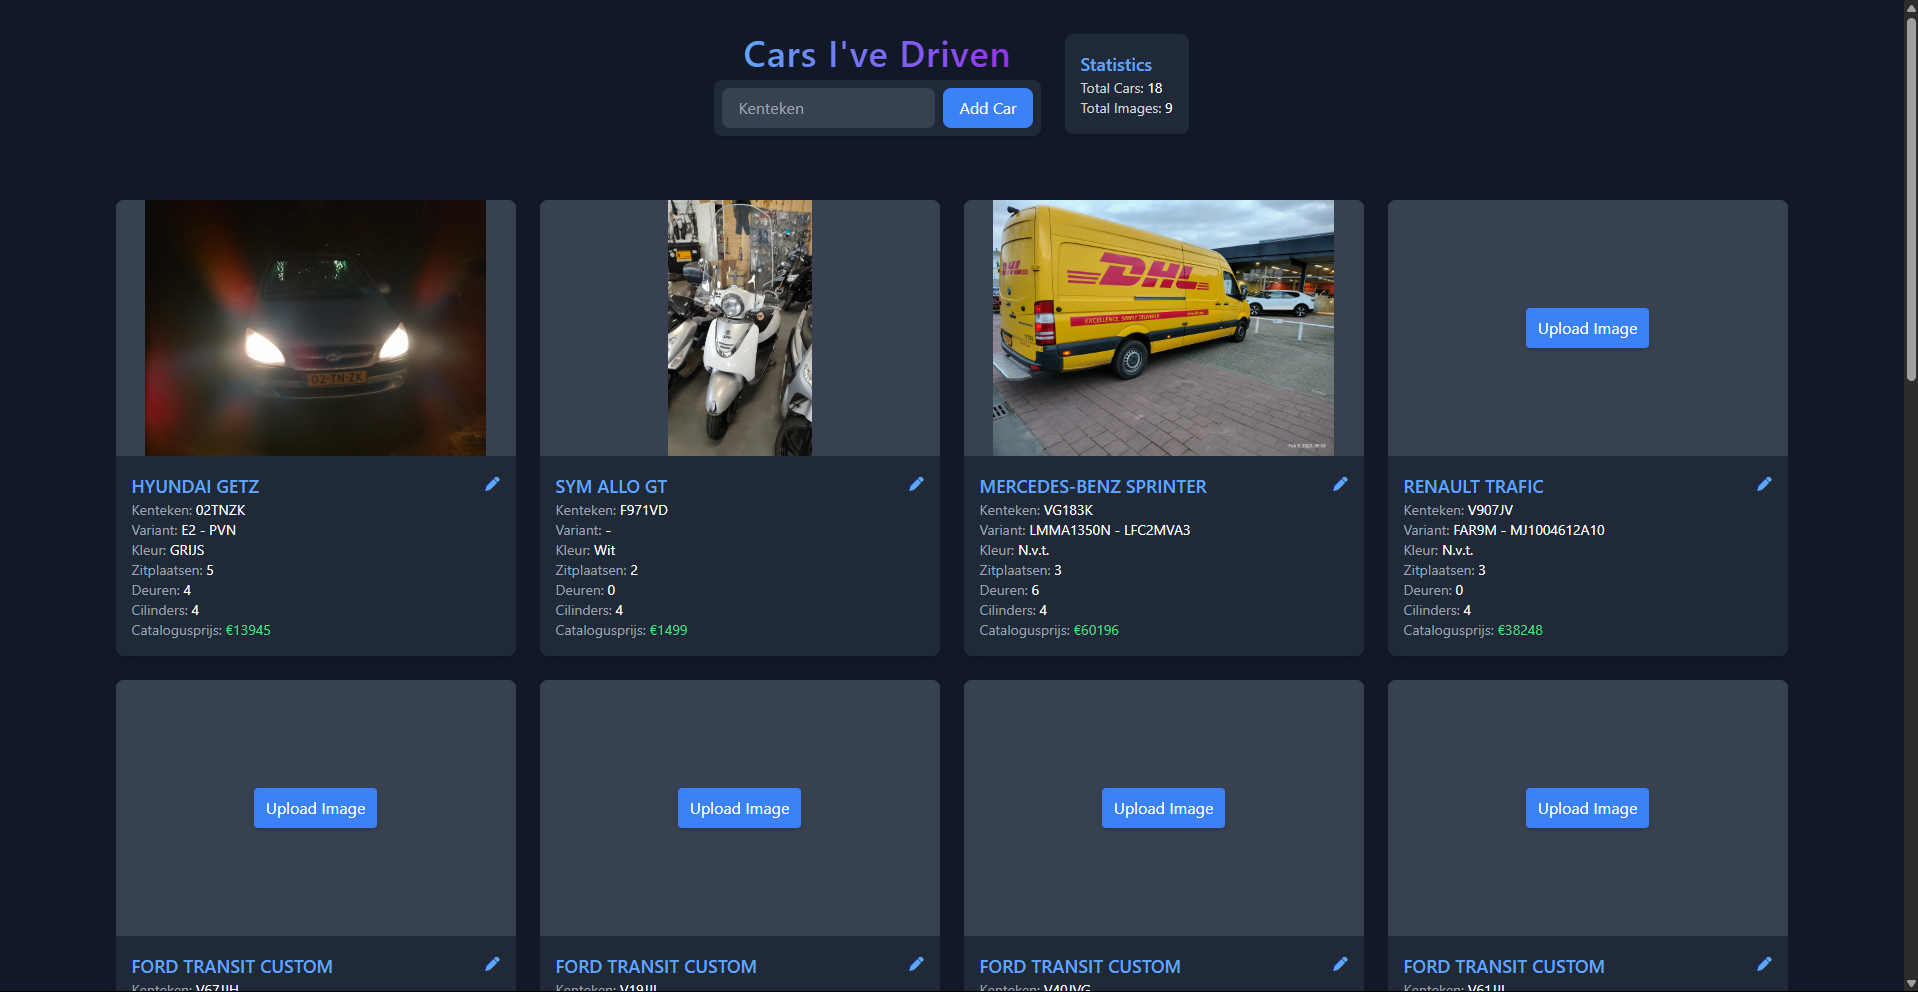 Cars I've Driven
Kenteken
Add Car
Statistics
Total Cars: 18
Total Images: 9
02-TN-ZK
DHL
DHL
EXCELLENCE. SIMPLY DELIVERED.
HYUNDAI GETZ
Kenteken: 02TNZK
Variant: E2 - PVN
Kleur: GRIJS
Zitplaatsen: 5
Deuren: 4
Cilinders: 4
Catalogusprijs: €13945
SYM ALLO GT
Kenteken: F971VD
Variant: -
Kleur: Wit
Zitplaatsen: 2
Deuren: 0
Cilinders: 4
Catalogusprijs: €1499
MERCEDES-BENZ SPRINTER
Kenteken: VG183K
Variant: LMMA1350N - LFC2MVA3
Kleur: N.v.t.
Zitplaatsen: 3
Deuren: 6
Cilinders: 4
Catalogusprijs: €60196
Upload Image
RENAULT TRAFIC
Kenteken: V907JV
Variant: FAR9M - MJ1004612A10
Kleur: N.v.t.
Zitplaatsen: 3
Deuren: 0
Cilinders: 4
Catalogusprijs: €38248
Upload Image
FORD TRANSIT CUSTOM
Kenteken:
Upload Image
FORD TRANSIT CUSTOM
Kenteken:
Upload Image
FORD TRANSIT CUSTOM
Kenteken: V40JVG
Upload Image
FORD TRANSIT CUSTOM
Kenteken: